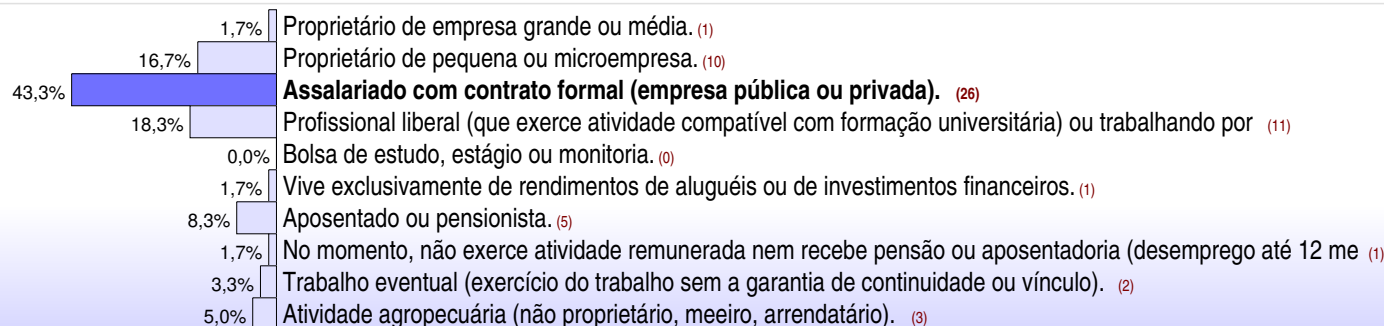 1,7% Proprietário de empresa grande ou média. (1)
16,7% Proprietário de pequena ou microempresa. (10)
43,3% Assalariado com contrato formal (empresa pública ou privada). (26)
18,3% Profissional liberal (que exerce atividade compatível com formação universitária) ou trabalhando por (11)
0,0% Bolsa de estudo, estágio ou monitoria. (0)
1,7% Vive exclusivamente de rendimentos de aluguéis ou de investimentos financeiros. (1)
8,3% Aposentado ou pensionista. (5)
1,7% No momento, não exerce atividade remunerada nem recebe pensão ou aposentadoria (desemprego até 12 me (1)
3,3% Trabalho eventual (exercício do trabalho sem a garantia de continuidade ou vínculo). (2)
5,0% Atividade agropecuária (não proprietário, meeiro, arrendatário). (3)